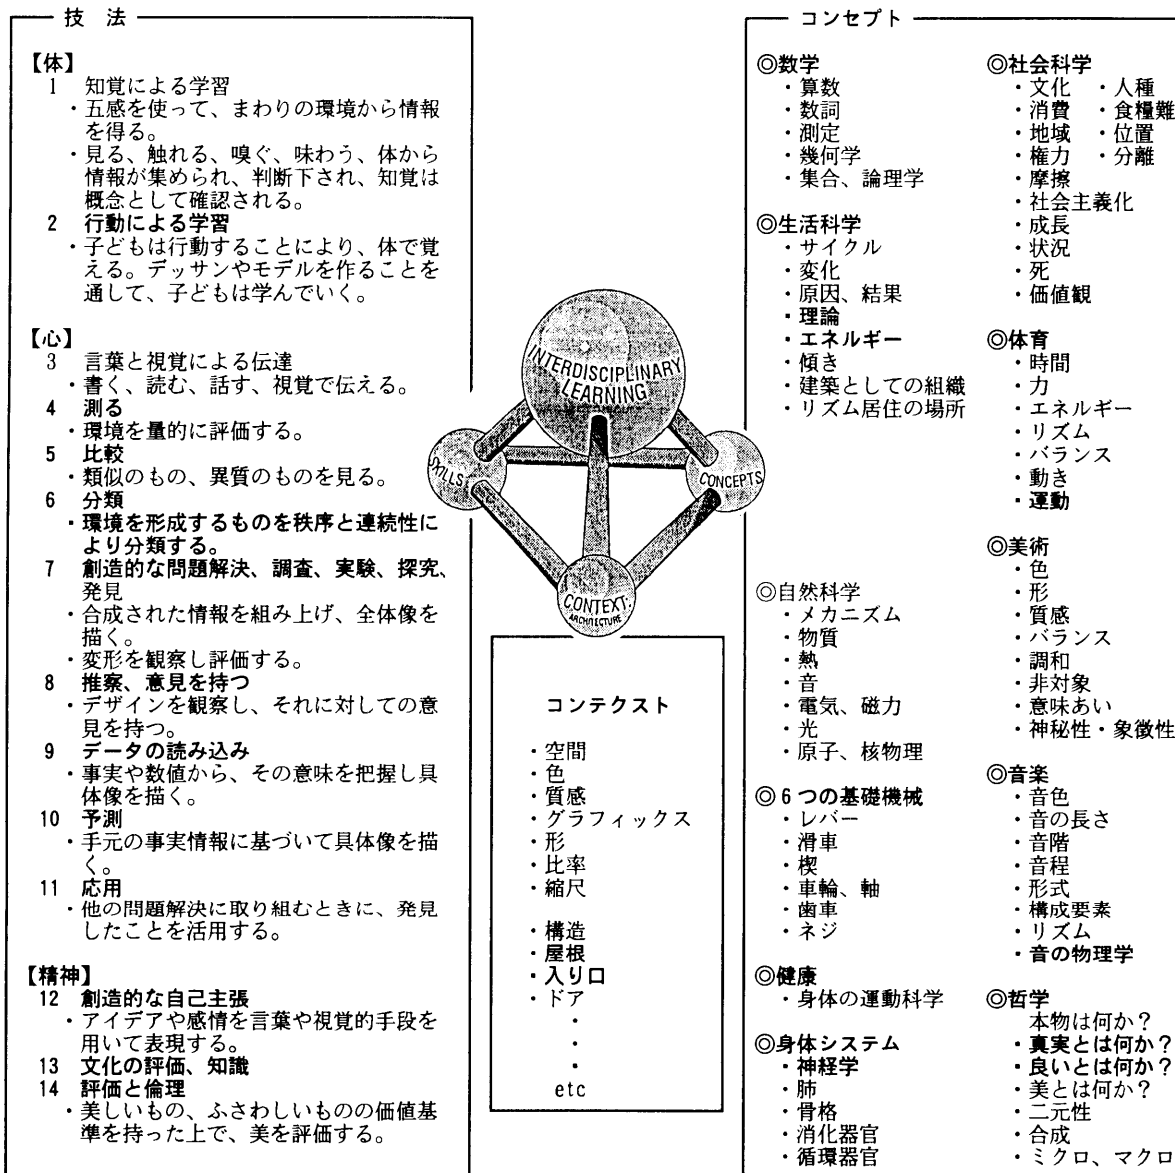 技 法
【体】
1 知覚による学習
・五感を使って、まわりの環境から情報
を得る。
・見る、触れる、嗅ぐ、味わう、体から
情報が集められ、判断下され、知覚は
概念として確認される。
2 行動による学習
・子どもは行動することにより、体で覚
える。デッサンやモデルを作ることを
通して、子どもは学んでいく。
【心】
3 言葉と視覚による伝達
・書く、読む、話す、視覚で伝える。
4 測る
・環境を量的に評価する。
5 比較
・類似のもの、異質のものを見る。
6 分類
・環境を形成するものを秩序と連続性に
より分類する。
7 創造的な問題解決、調査、実験、探究、
発見
・合成された情報を組み上げ、全体像を
描く。
・変形を観察し評価する。
8 推察、意見を持つ
・デザインを観察し、それに対しての意
見を持つ。
9 データの読み込み
・事実や数値から、その意味を把握し具
体像を描く。
10 予測
・手元の事実情報に基づいて具体像を描
く。
11 応用
・他の問題解決に取り組むときに、発見
したことを活用する。
【精神】
12 創造的な自己主張
・アイデアや感情を言葉や視覚的手段を
用いて表現する。
13 文化の評価、知識
14 評価と倫理
・美しいもの、ふさわしいものの価値基
準を持った上で、美を評価する。
INTERDISCIPLINARY
LEARNING
SKILLS
CONCEPTS
CONTEXT:
ARCHITECTURE
コンテクスト
・空間
・色
・質感
・グラフィックス
・形
・比率
・縮尺
・構造
・屋根
・入り口
・ドア
・
・
・
etc
コンセプト
◎数学
・算数
・数詞
・測定
・幾何学
・集合、論理学
◎生活科学
・サイクル
・変化
・原因、結果
・理論
・エネルギー
・傾き
・建築としての組織
・リズム居住の場所
◎自然科学
・メカニズム
・物質
・熱
・音
・電気、磁力
・光
・原子、核物理
◎6つの基礎機械
・レバー
・滑車
・楔
・車輪、軸
・歯車
・ネジ
◎健康
・身体の運動科学
◎身体システム
・神経学
・肺
・骨格
・消化器官
・循環器官
◎社会科学
・文化 ・人種
・消費 ・食糧難
・地域 ・位置
・権力 ・分離
・摩擦
・社会主義化
・成長
・状況
・死
・価値観
◎体育
・時間
・力
・エネルギー
・リズム
・バランス
・動き
・運動
◎美術
・色
・形
・質感
・バランス
・調和
・非対象
・意味あい
・神秘性・象徴性
◎音楽
・音色
・音の長さ
・音階
・音程
・形式
・構成要素
・リズム
・音の物理学
◎哲学
本物は何か?
・真実とは何か?
・良いとは何か?
・美とは何か?
・二元性
・合成
・ミクロ、マクロ